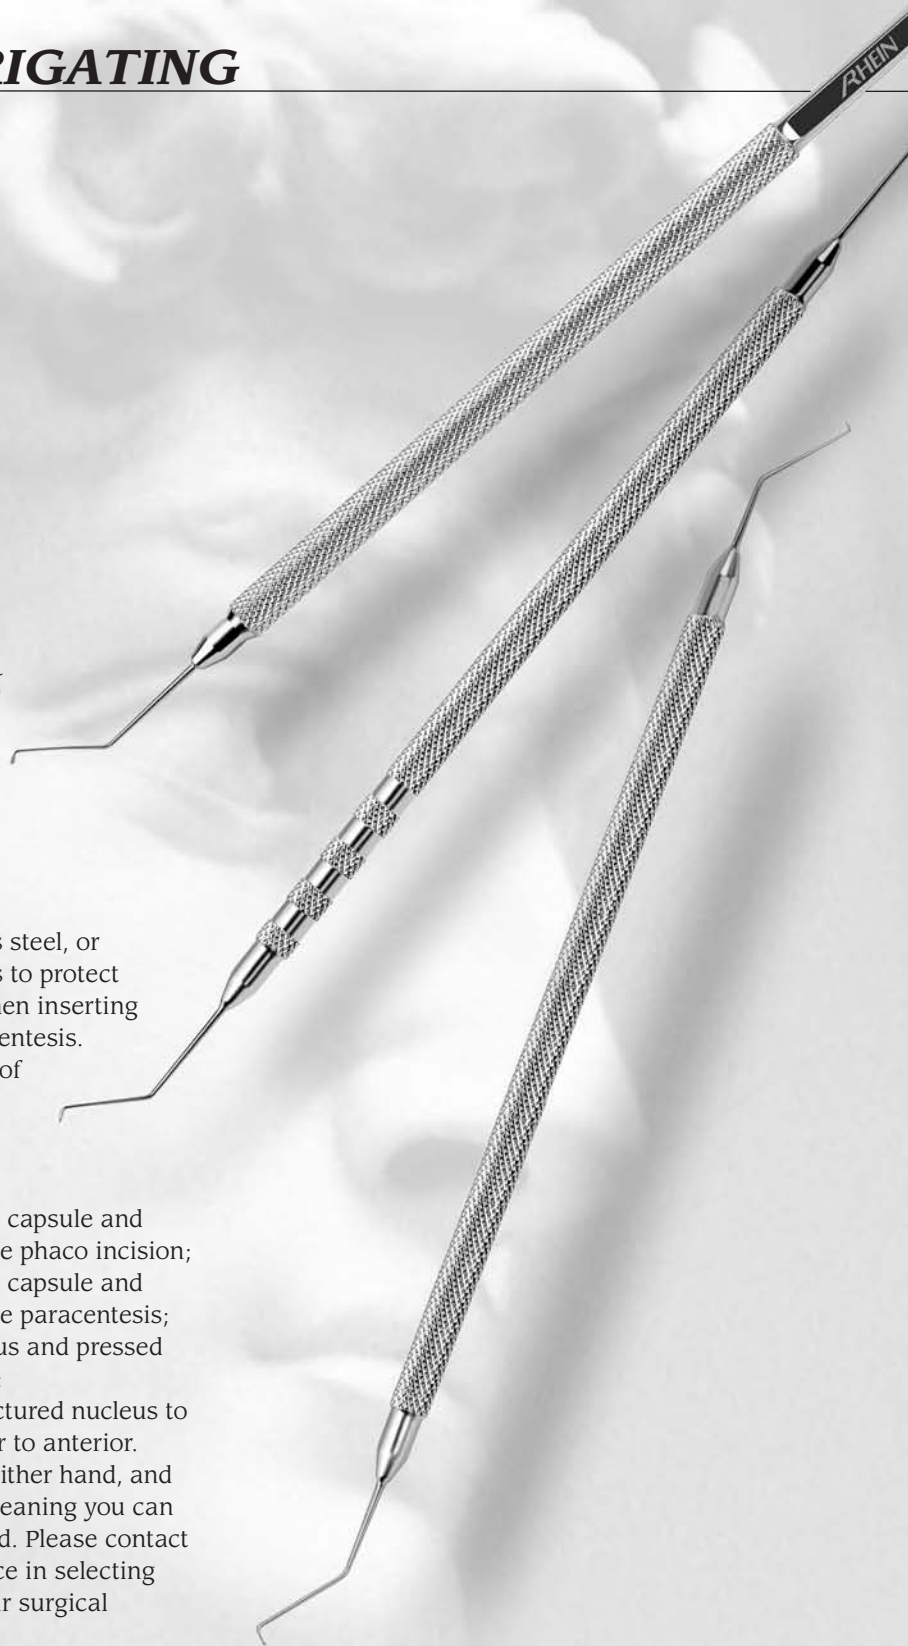 RIGATING
RHEIN
s steel, or
s to protect
hen inserting
entesis.
of
capsule and
e phaco incision;
capsule and
e paracentesis;
us and pressed
ctured nucleus to
r to anterior.
ither hand, and
eaning you can
d. Please contact
ce in selecting
r surgical